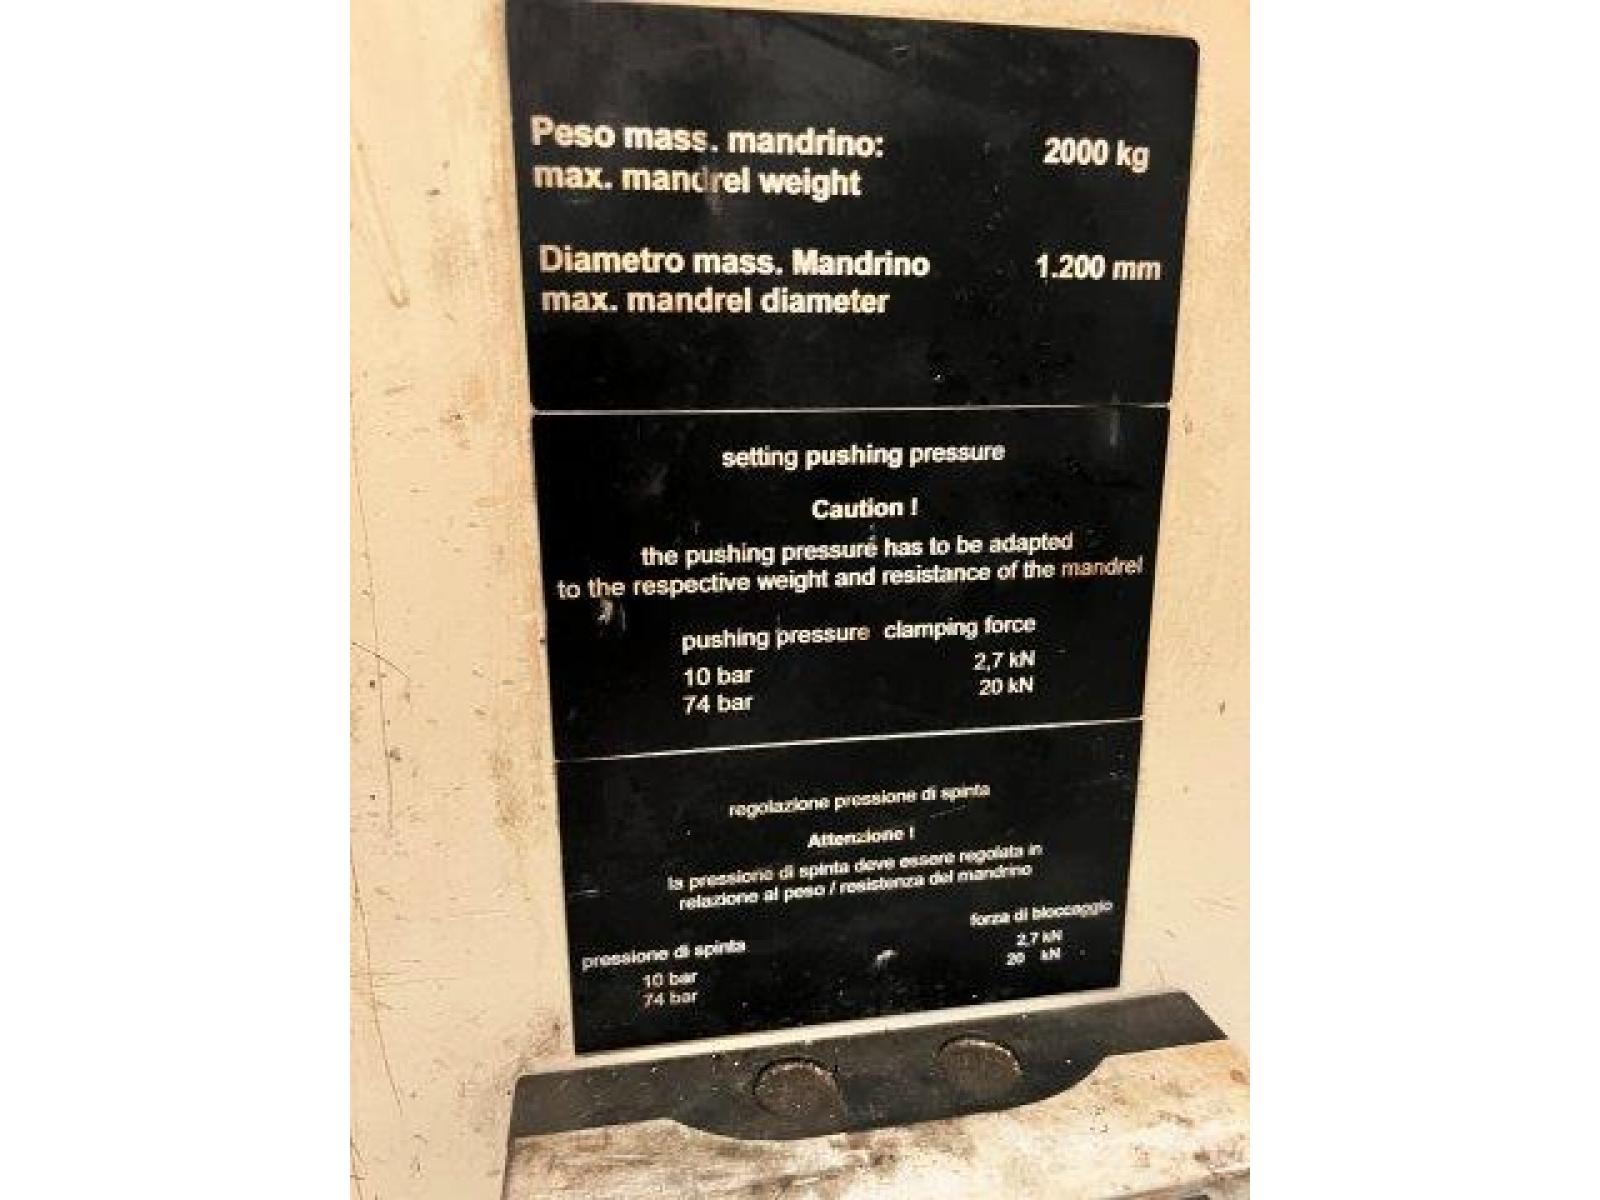 Peso mass. mandrino: 2000 kg
max. mandrel weight
Diametro mass. Mandrino 1.200 mm
max. mandrel diameter
setting pushing pressure
Caution !
the pushing pressure has to be adapted
to the respective weight and resistance of the mandrel
pushing pressure clamping force
10 bar 2,7 kN
74 bar 20 kN
regolazione pressione di spinta
Attenzione !
la pressione di spinta deve essere regolata in
relazione al peso / resistenza del mandrino
pressione di spinta forza di bloccaggio
10 bar 2,7 kN
74 bar 20 kN